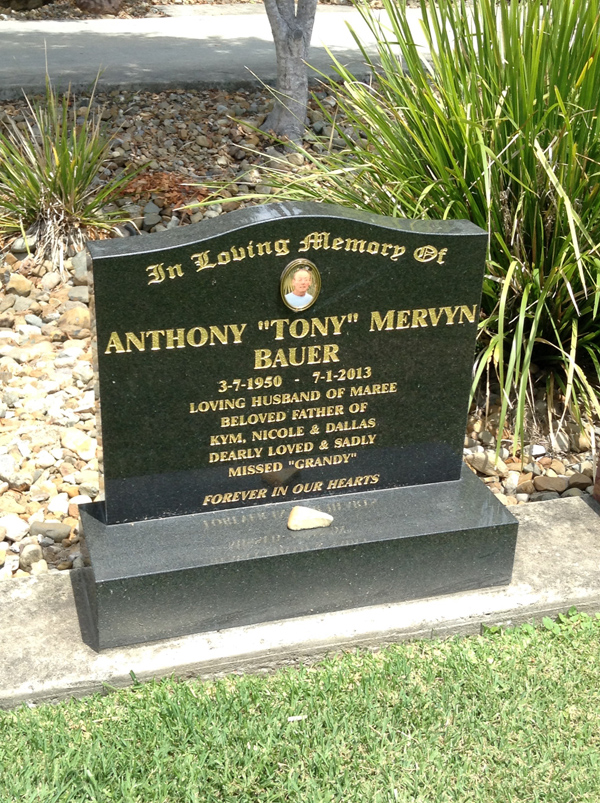 In Loving Memory Of
ANTHONY "TONY" MERVYN
BAUER
3-7-1950 - 7-1-2013
LOVING HUSBAND OF MAREE
BELOVED FATHER OF
KYM, NICOLE & DALLAS
DEARLY LOVED & SADLY
MISSED "GRANDY"
FOREVER IN OUR HEARTS